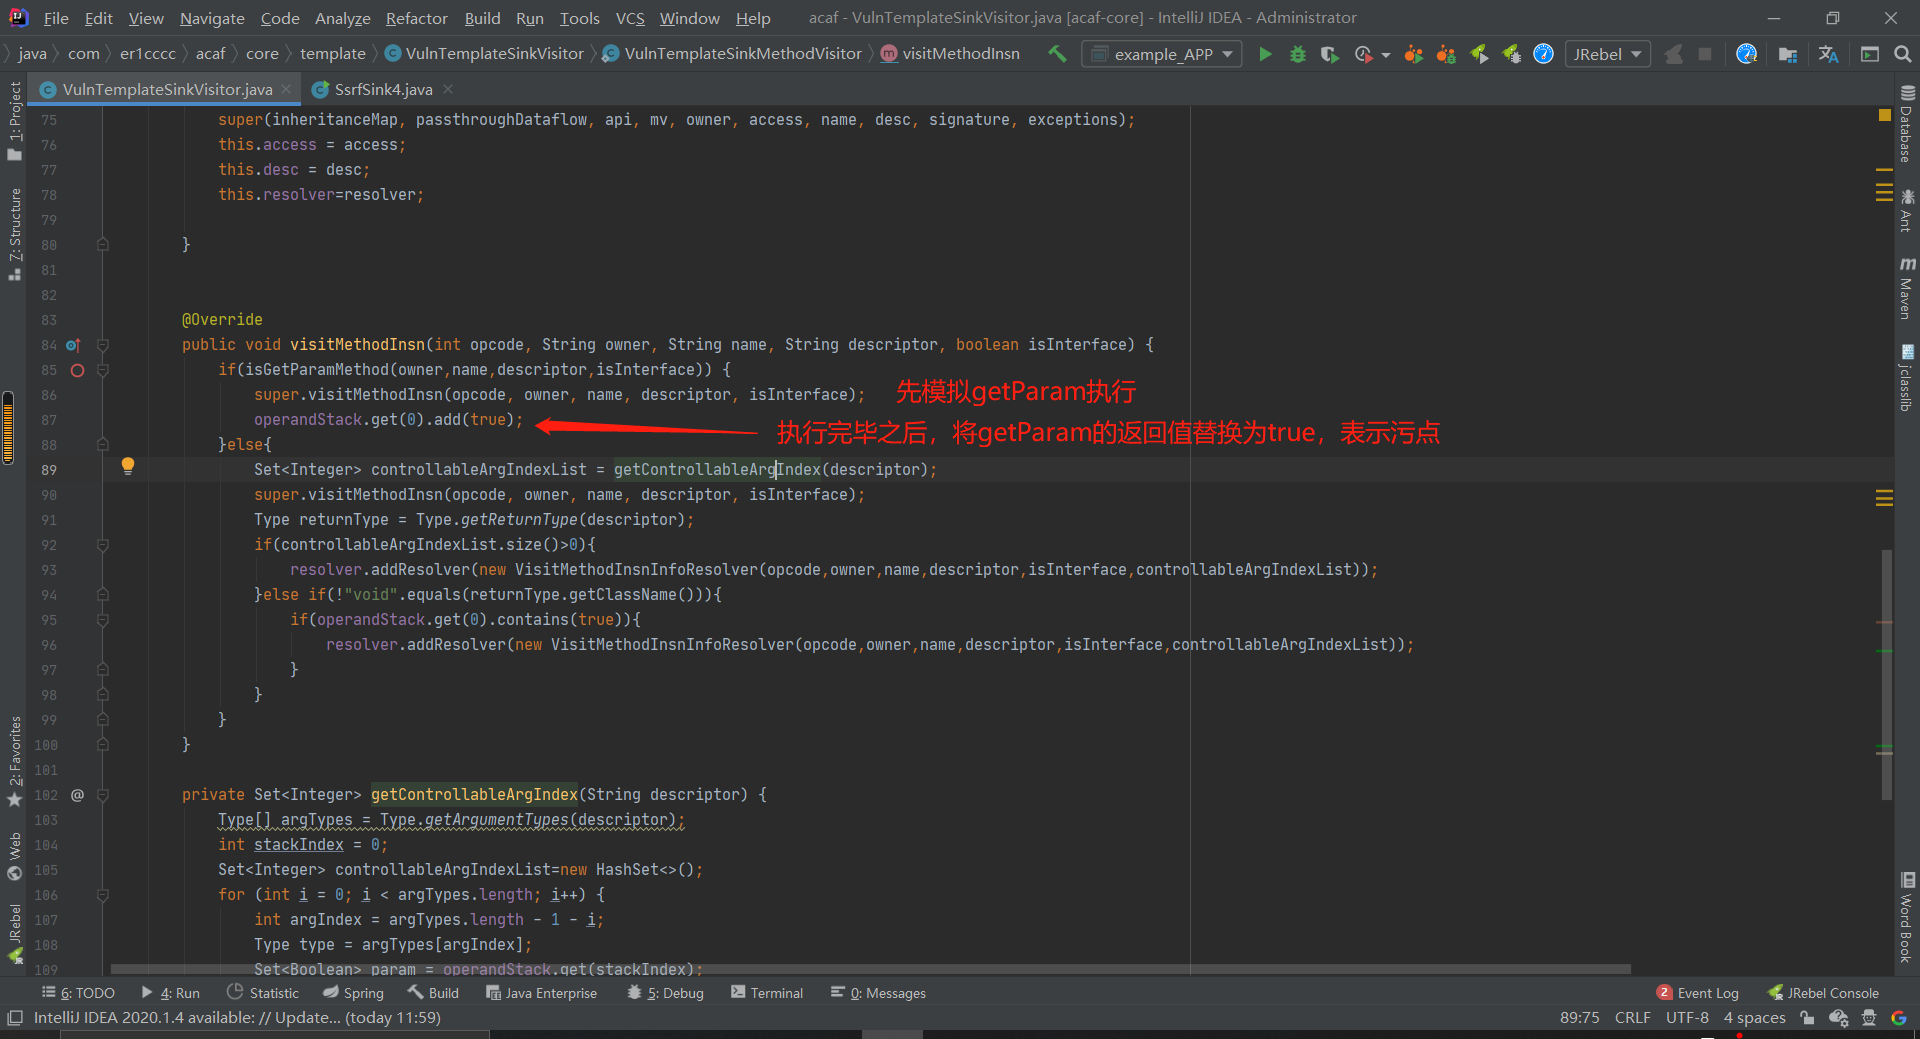 File Edit View Navigate Code Analyze Refactor Build Run Tools VCS Window Help acaf - VulnTemplateSinkVisitor.java [acaf-core] - IntelliJ IDEA - Administrator
java com er1cccc acaf core template VulnTemplateSinkVisitor VulnTemplateSinkMethodVisitor visitMethodInsn example_APP JRebel
VulnTemplateSinkVisitor.java SsrfSink4.java
75 super(inheritanceMap, passthroughDataflow, api, mv, owner, access, name, desc, signature, exceptions);
76 this.access = access;
77 this.desc = desc;
78 this.resolver=resolver;
79
80 }
81
82
83 @Override
84 public void visitMethodInsn(int opcode, String owner, String name, String descriptor, boolean isInterface) {
85 if(isGetParamMethod(owner,name,descriptor,isInterface)) {
86 super.visitMethodInsn(opcode, owner, name, descriptor, isInterface); 先模拟getParam执行
87 operandStack.get(0).add(true);
执行完毕之后，将getParam的返回值替换为true，表示污点
88 }else{
89 Set<Integer> controllableArgIndexList = getControllableArgIndex(descriptor);
90 super.visitMethodInsn(opcode, owner, name, descriptor, isInterface);
91 Type returnType = Type.getReturnType(descriptor);
92 if(controllableArgIndexList.size()>0){
93 resolver.addResolver(new VisitMethodInsnInfoResolver(opcode,owner,name,descriptor,isInterface,controllableArgIndexList));
94 }else if(!"void".equals(returnType.getClassName())){
95 if(operandStack.get(0).contains(true)){
96 resolver.addResolver(new VisitMethodInsnInfoResolver(opcode,owner,name,descriptor,isInterface,controllableArgIndexList));
97 }
98 }
99 }
100 }
101
102 @ private Set<Integer> getControllableArgIndex(String descriptor) {
103 Type[] argTypes = Type.getArgumentTypes(descriptor);
104 int stackIndex = 0;
105 Set<Integer> controllableArgIndexList=new HashSet<>();
106 for (int i = 0; i < argTypes.length; i++) {
107 int argIndex = argTypes.length - 1 - i;
108 Type type = argTypes[argIndex];
109 Set<Boolean> param = operandStack.get(stackIndex);
1: Project
7: Structure
2: Favorites
Web
JRebel
Database
Ant
Maven
jclasslib
Word Book
6: TODO 4: Run Statistic Spring Build Java Enterprise 5: Debug Terminal 0: Messages 2 Event Log JRebel Console
IntelliJ IDEA 2020.1.4 available: // Update... (today 11:59) 89:75 CRLF UTF-8 4 spaces